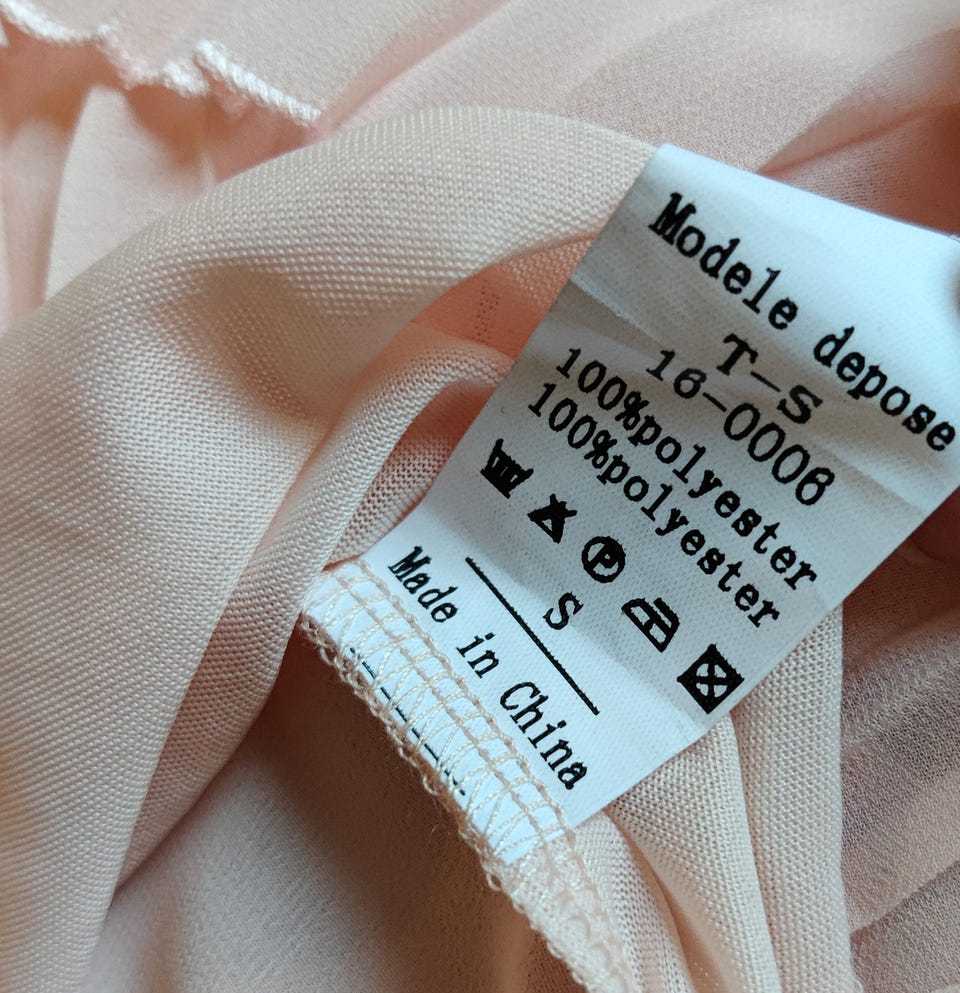 Modele depose
T-S
16-0006
100%polyester
100%polyester
P
S
Made in China